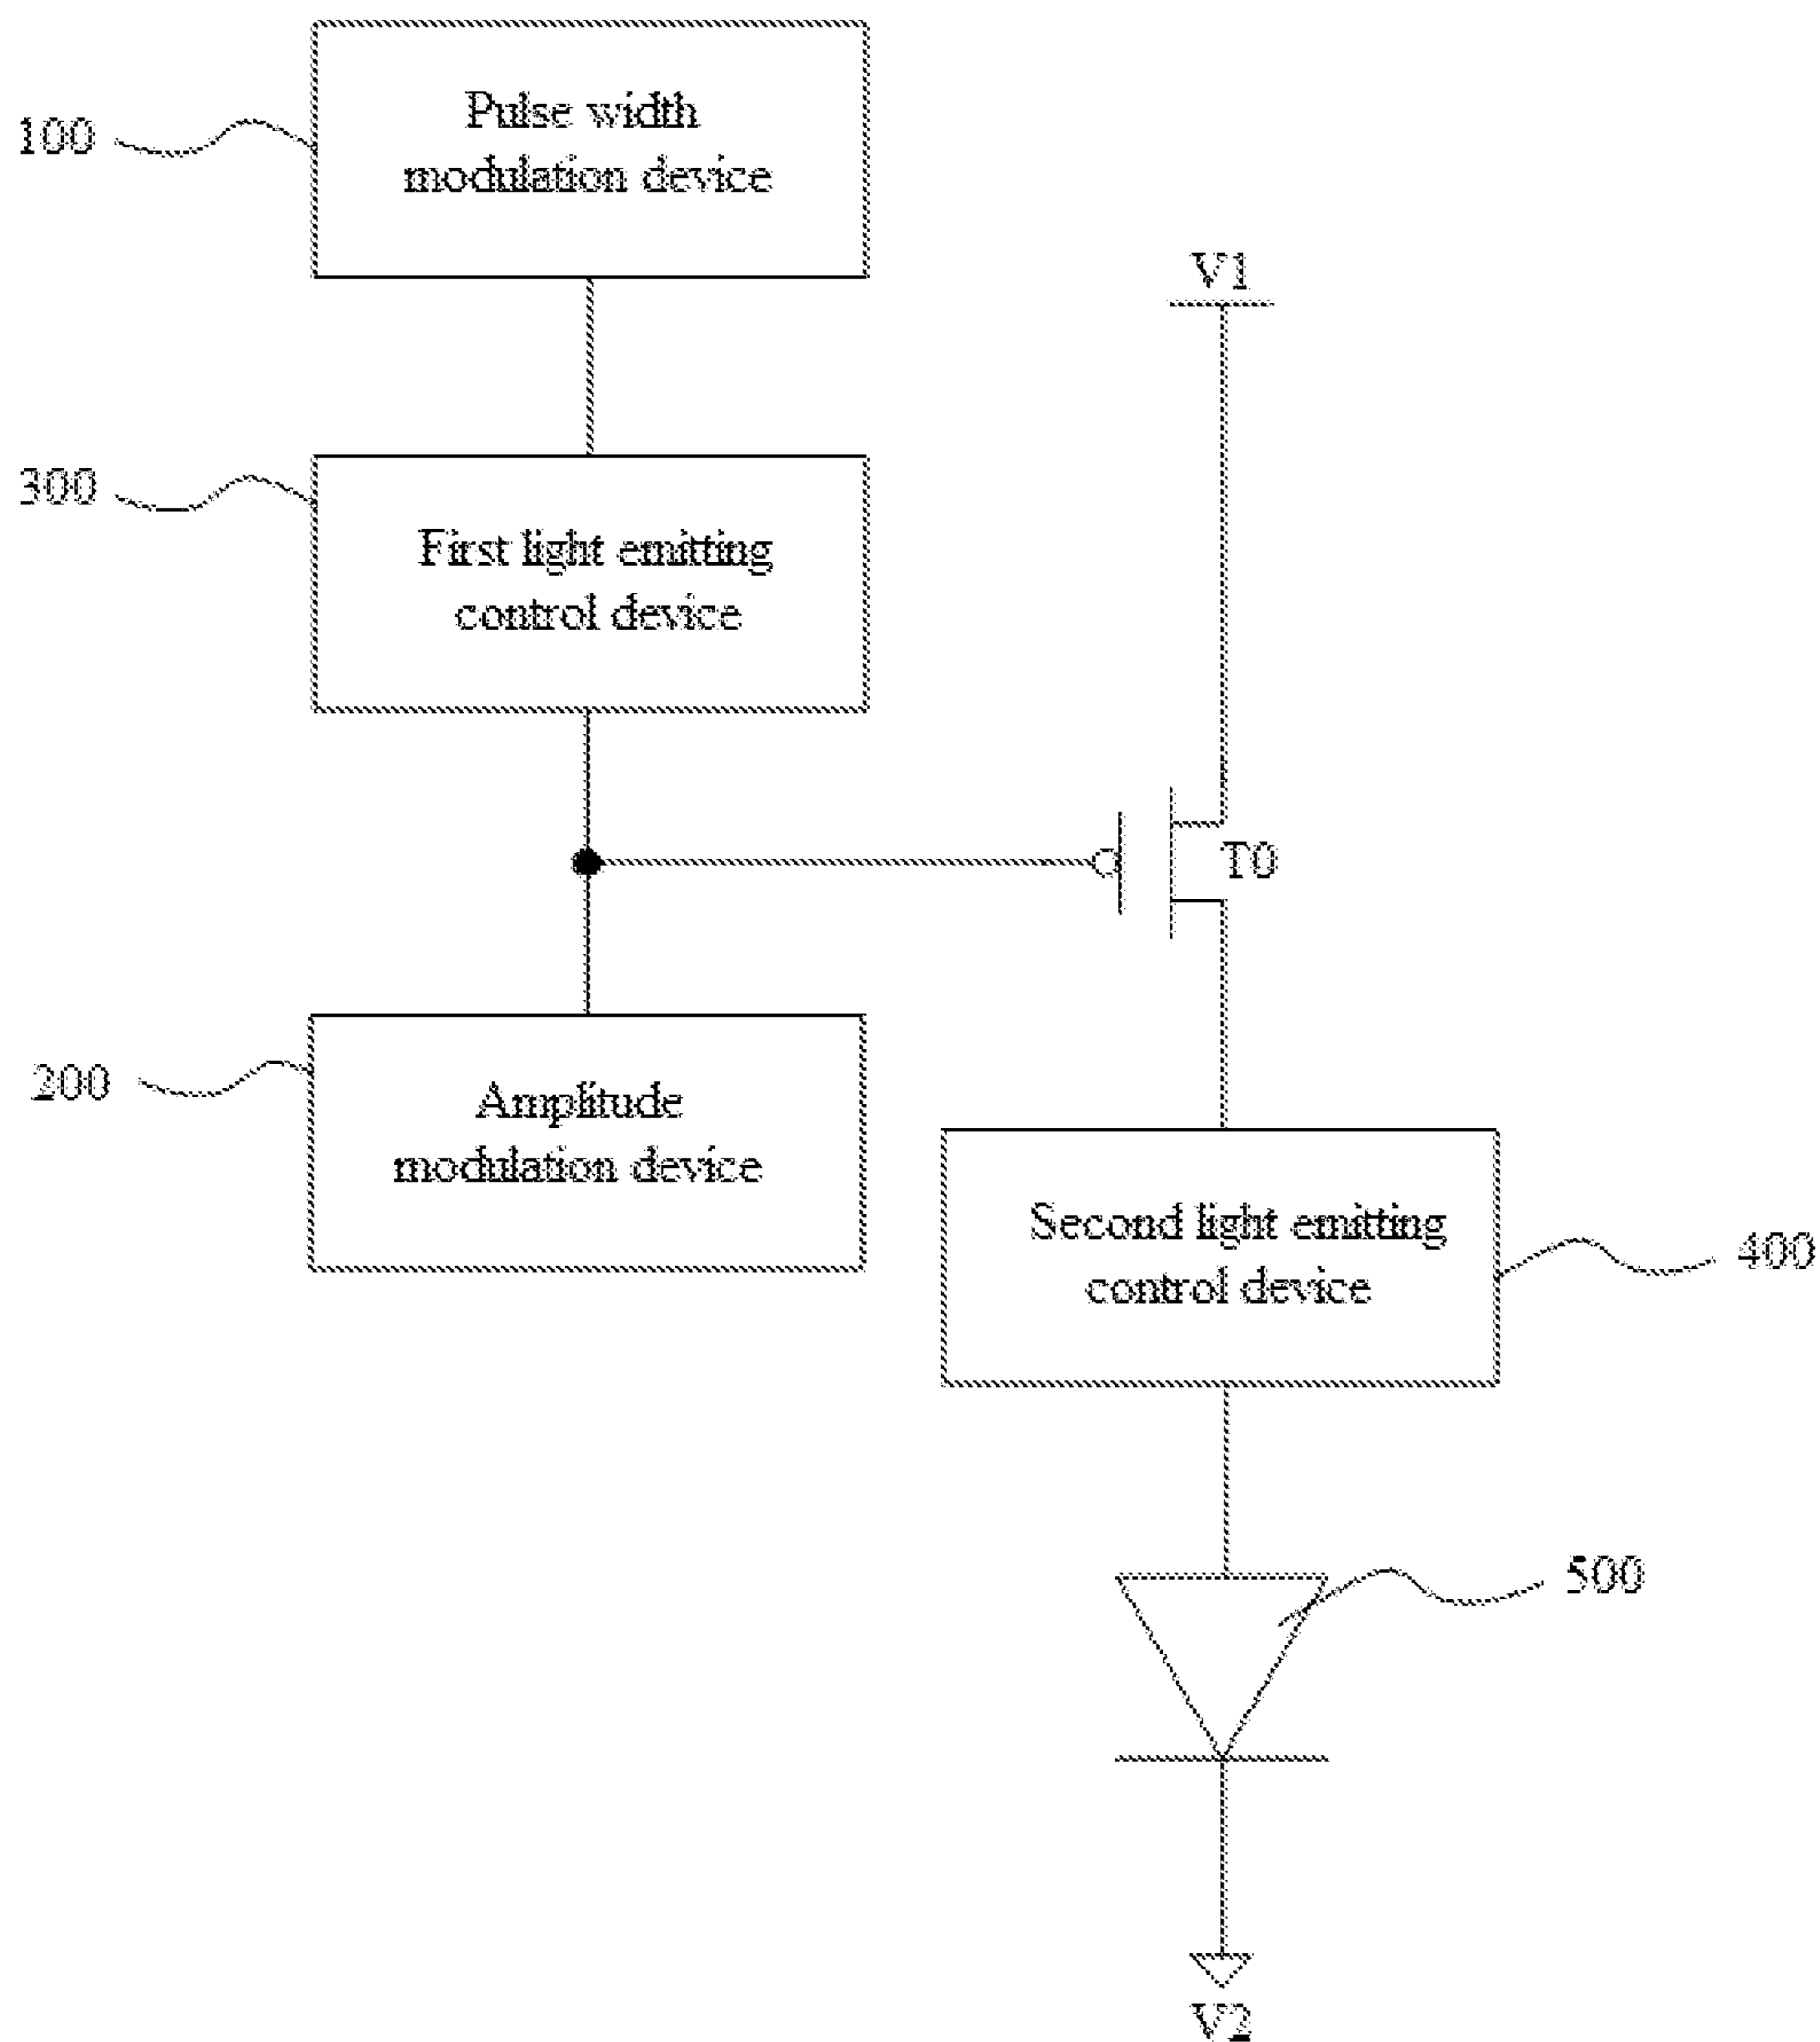 100
Pulse width
modulation device
V1
300
First light emitting
control device
T0
200
Amplitude
modulation device
Second light emitting
control device
400
500
V2